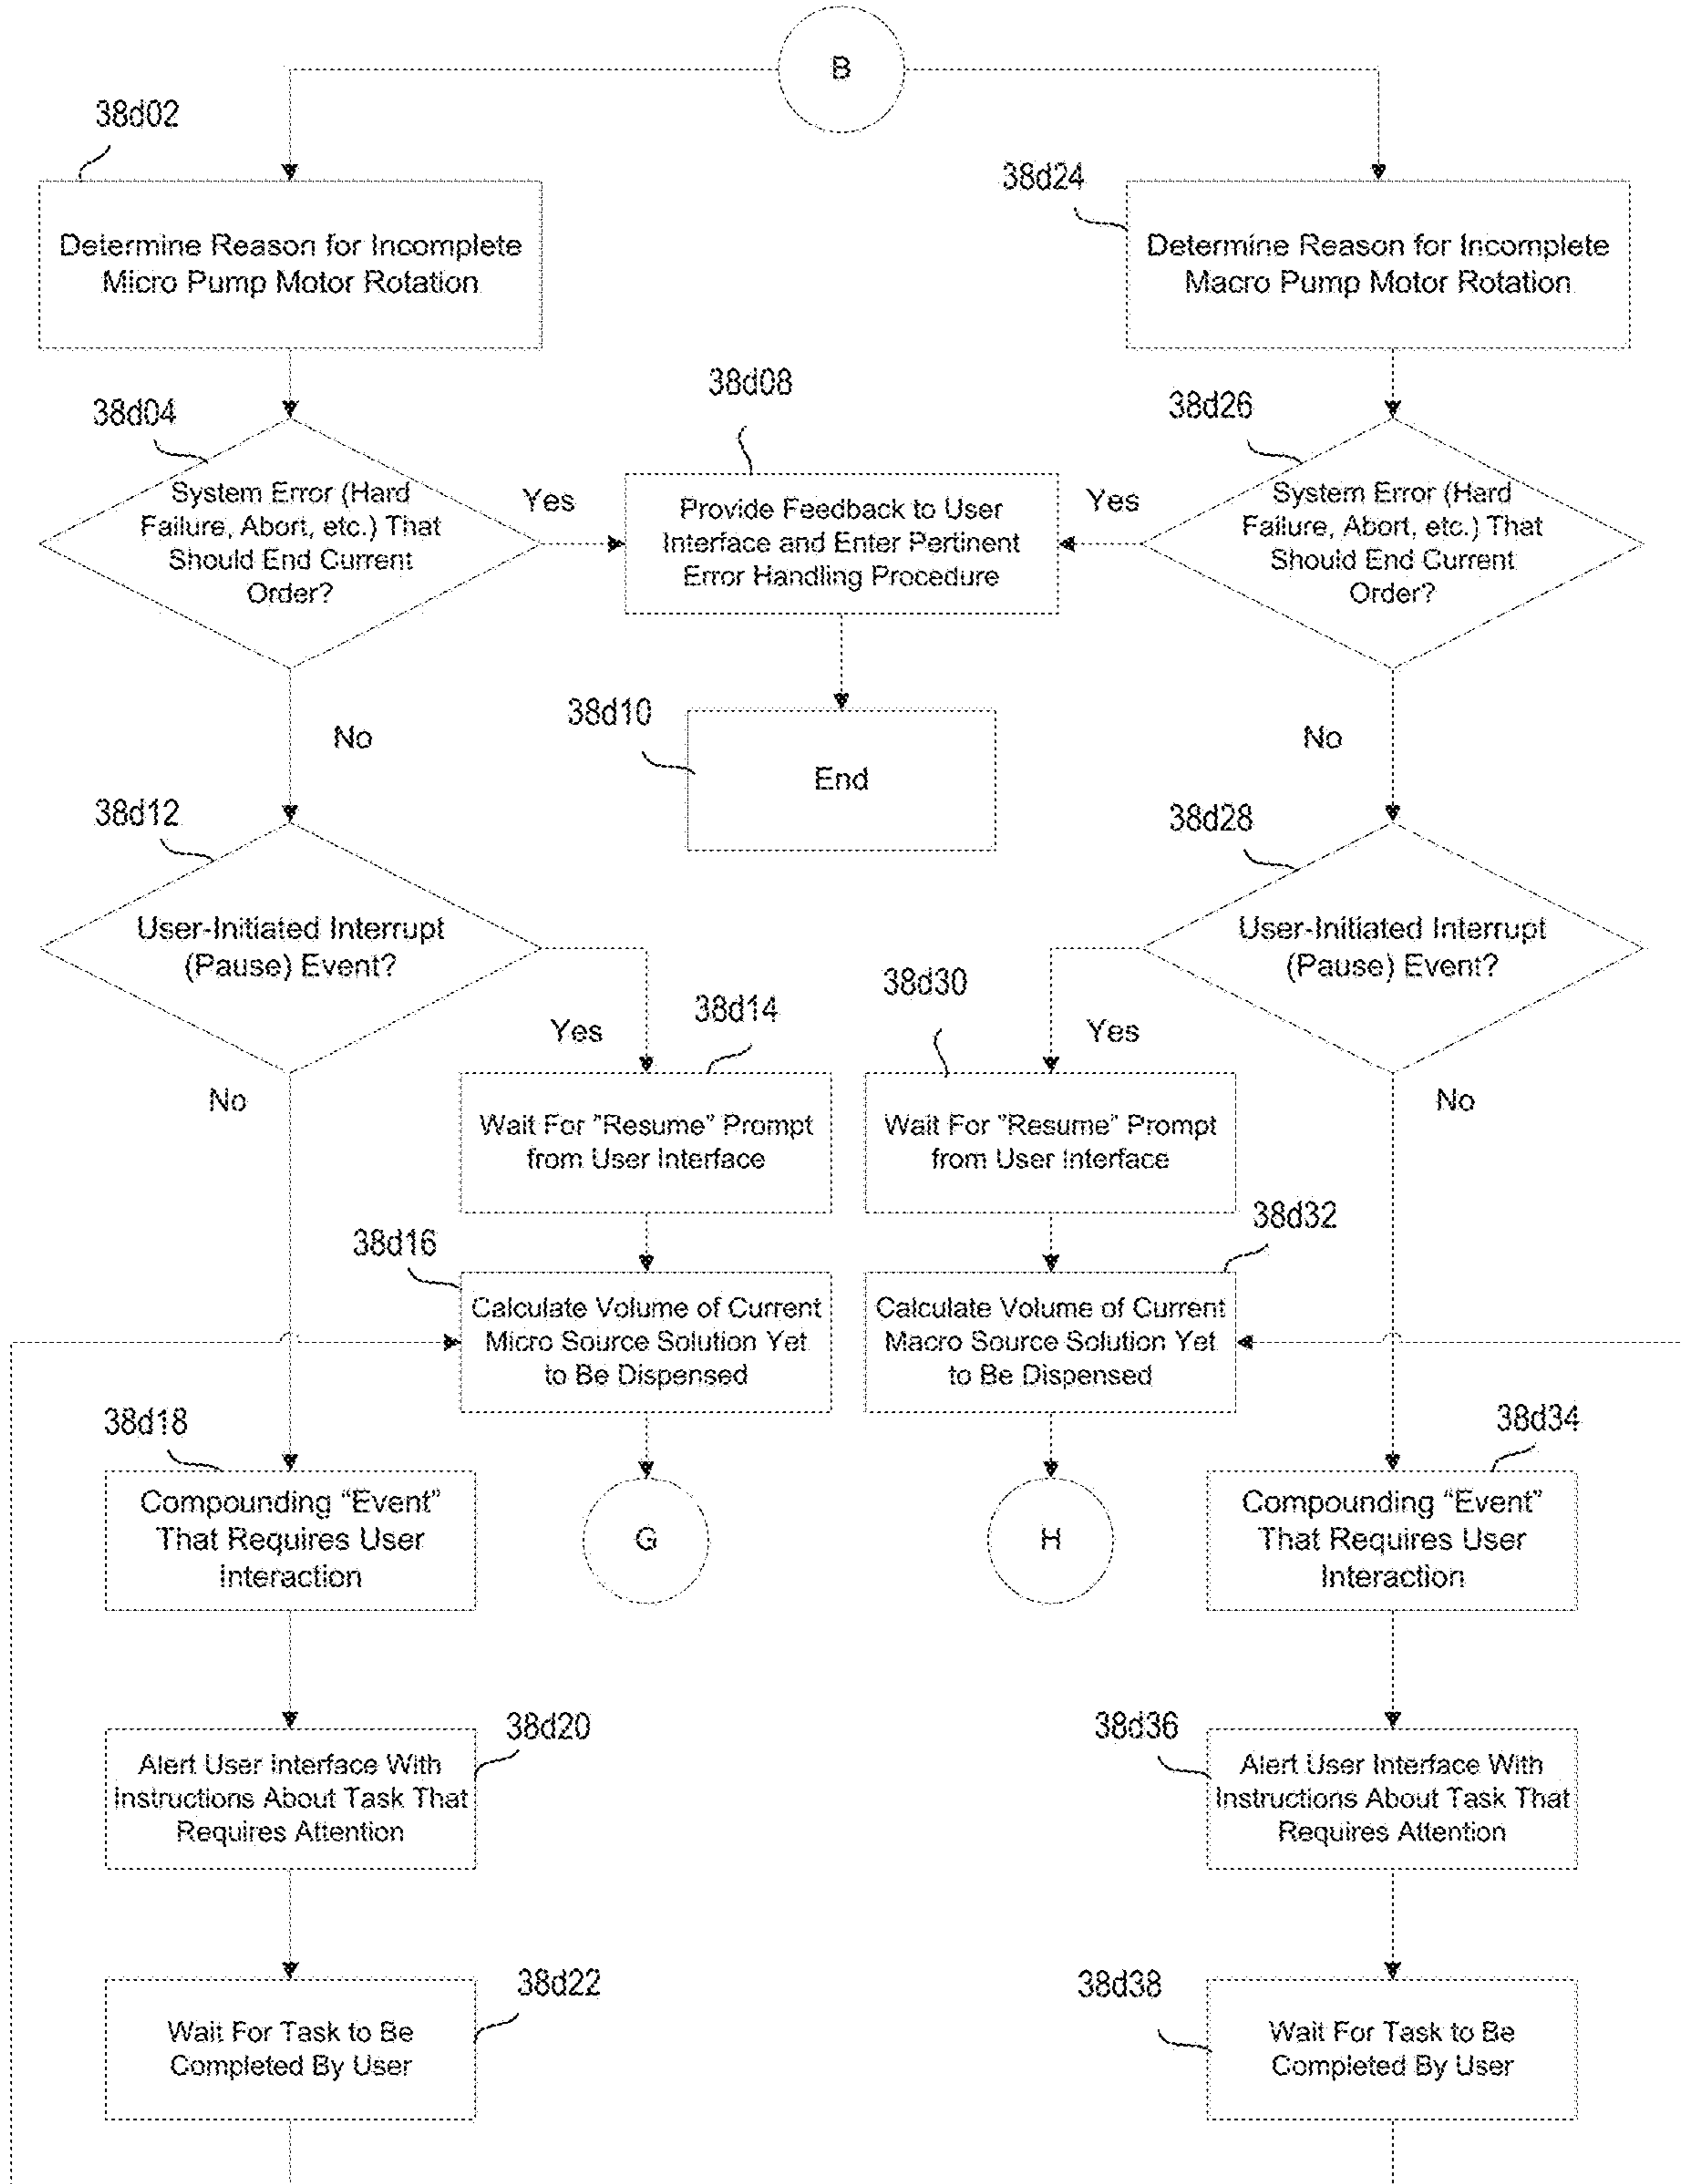 B
38d02
38d24
Determine Reason for Incomplete
Micro Pump Motor Rotation
Determine Reason for Incomplete
Macro Pump Motor Rotation
38d08
38d04
38d26
System Error (Hard
Failure, Abort, etc.) That
Should End Current
Order?
Yes
Provide Feedback to User
Interface and Enter Pertinent
Error Handling Procedure
Yes
System Error (Hard
Failure, Abort, etc.) That
Should End Current
Order?
38d10
No
End
No
38d12
38d28
User-Initiated Interrupt
(Pause) Event?
User-Initiated Interrupt
(Pause) Event?
38d30
38d14
Yes
Yes
No
No
Wait For "Resume" Prompt
from User Interface
Wait For "Resume" Prompt
from User Interface
38d32
38d16
Calculate Volume of Current
Micro Source Solution Yet
to Be Dispensed
Calculate Volume of Current
Macro Source Solution Yet
to Be Dispensed
38d18
38d34
Compounding “Event”
That Requires User
Interaction
G
H
Compounding “Event”
That Requires User
Interaction
38d20
38d36
Alert User Interface With
Instructions About Task That
Requires Attention
Alert User Interface With
Instructions About Task That
Requires Attention
38d22
38d38
Wait For Task to Be
Completed By User
Wait For Task to Be
Completed By User